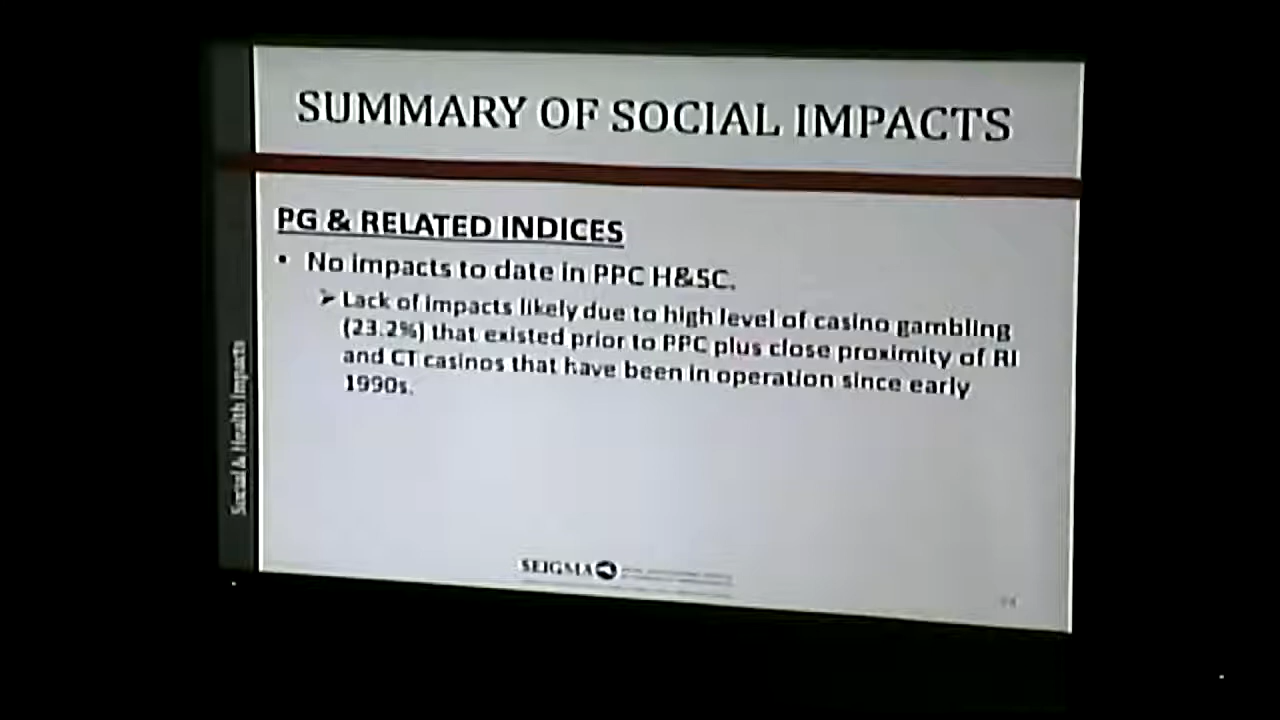 SUMMARY OF SOCIAL IMPACTS
PG & RELATED INDICES
• No impacts to date in PPC H&SC.
➢ Lack of impacts likely due to high level of casino gambling
(23.2%) that existed prior to PPC plus close proximity of RI
and CT casinos that have been in operation since early
1990s.
Social & Health Impacts
SEIGMA